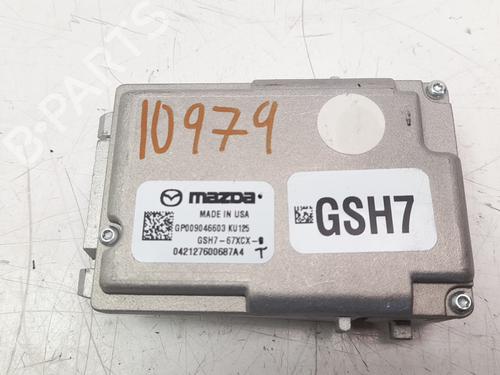 B-PARTS
10979
mazda
MADE IN USA
GP009046603 KU125
GSH7-67XCX-
042127600687A4 T
GSH7